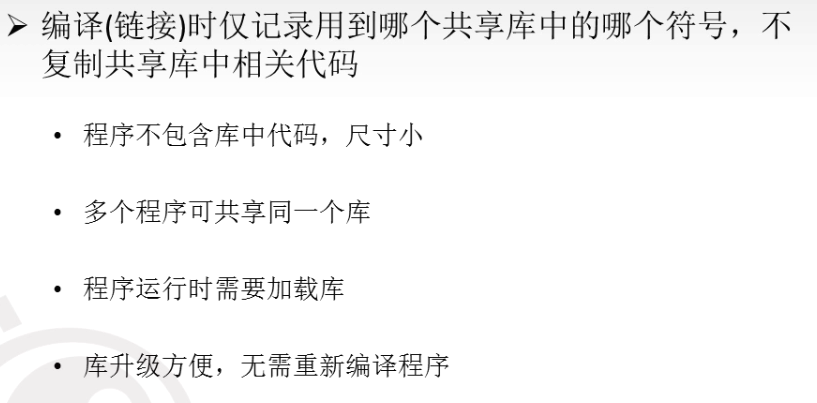 ➢ 编译(链接)时仅记录用到哪个共享库中的哪个符号，不
复制共享库中相关代码
• 程序不包含库中代码，尺寸小
• 多个程序可共享同一个库
• 程序运行时需要加载库
• 库升级方便，无需重新编译程序